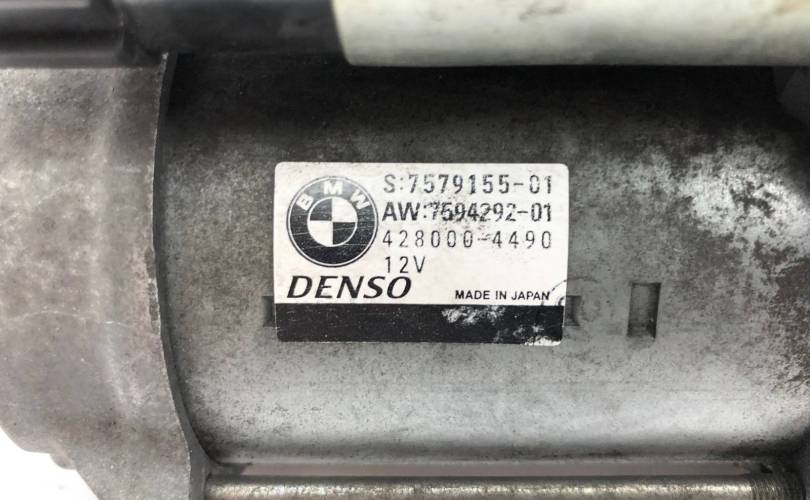 BMW
S:7579155-01
AW:7594292-01
428000-4490
12V
DENSO
MADE IN JAPAN